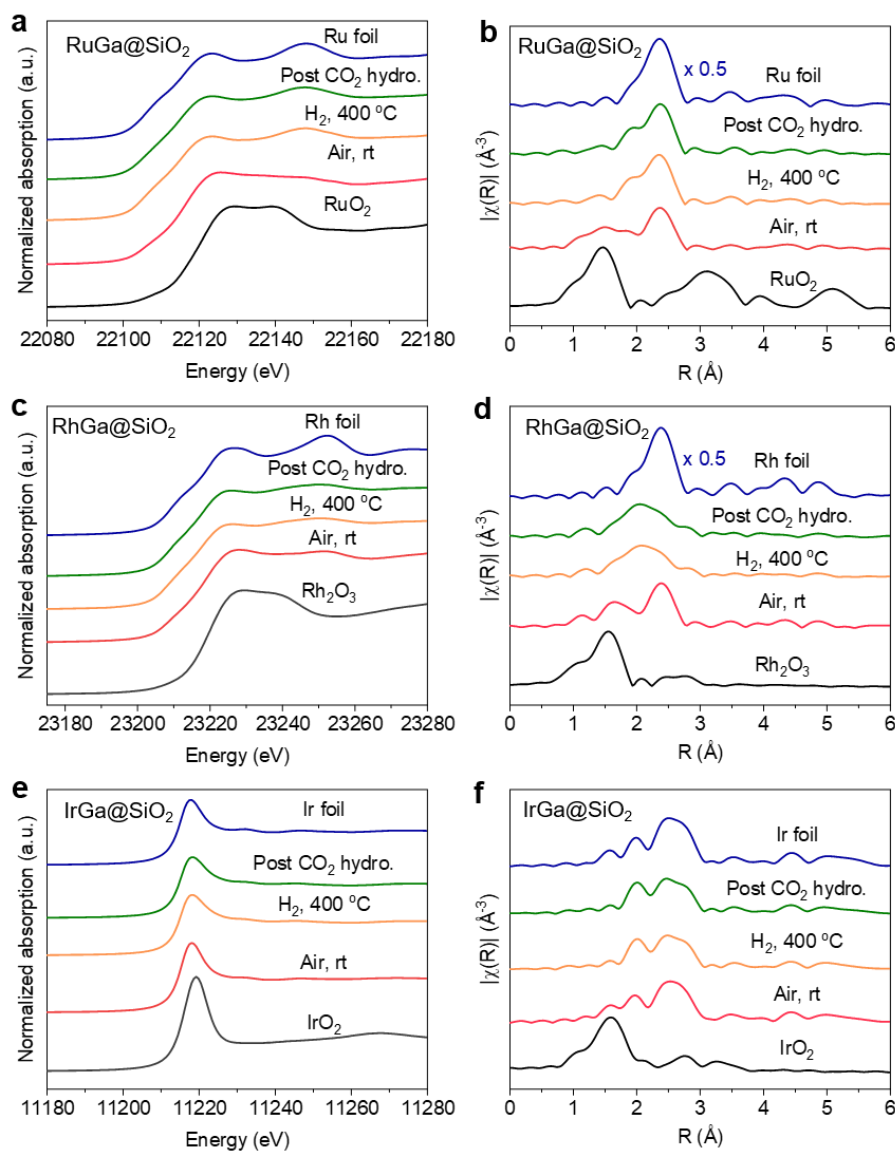 a
RuGa@SiO₂
Ru foil
Post CO₂ hydro.
H₂, 400 °C
Air, rt
RuO₂
Normalized absorption (a.u.)
22080 22100 22120 22140 22160 22180
Energy (eV)
b
RuGa@SiO₂
x 0.5
Ru foil
Post CO₂ hydro.
H₂, 400 °C
Air, rt
RuO₂
|χ(R)| (Å⁻³)
0 1 2 3 4 5 6
R (Å)
c
RhGa@SiO₂
Rh foil
Post CO₂ hydro.
H₂, 400 °C
Air, rt
Rh₂O₃
Normalized absorption (a.u.)
23180 23200 23220 23240 23260 23280
Energy (eV)
d
RhGa@SiO₂
x 0.5
Rh foil
Post CO₂ hydro.
H₂, 400 °C
Air, rt
Rh₂O₃
|χ(R)| (Å⁻³)
0 1 2 3 4 5 6
R (Å)
e
IrGa@SiO₂
Ir foil
Post CO₂ hydro.
H₂, 400 °C
Air, rt
IrO₂
Normalized absorption (a.u.)
11180 11200 11220 11240 11260 11280
Energy (eV)
f
IrGa@SiO₂
Ir foil
Post CO₂ hydro.
H₂, 400 °C
Air, rt
IrO₂
|χ(R)| (Å⁻³)
0 1 2 3 4 5 6
R (Å)